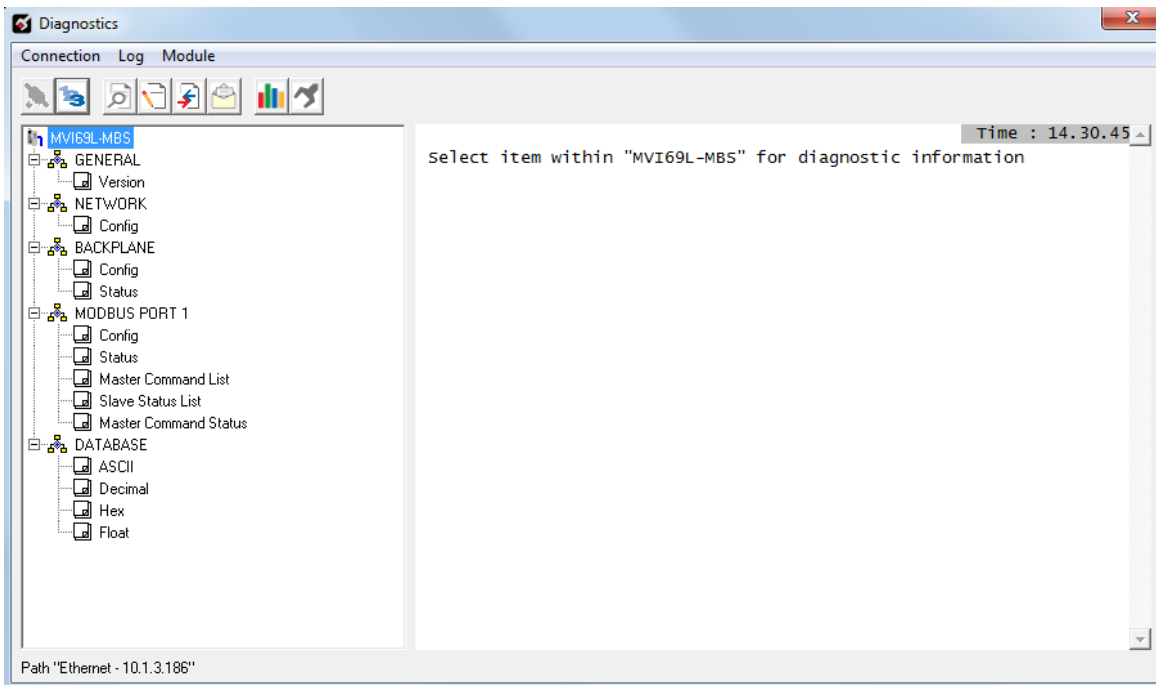 Diagnostics
Connection Log Module
MVI69L-MBS
GENERAL
Version
NETWORK
Config
BACKPLANE
Config
Status
MODBUS PORT 1
Config
Status
Master Command List
Slave Status List
Master Command Status
DATABASE
ASCII
Decimal
Hex
Float
Time : 14.30.45
Select item within "MVI69L-MBS" for diagnostic information
Path "Ethernet - 10.1.3.186"